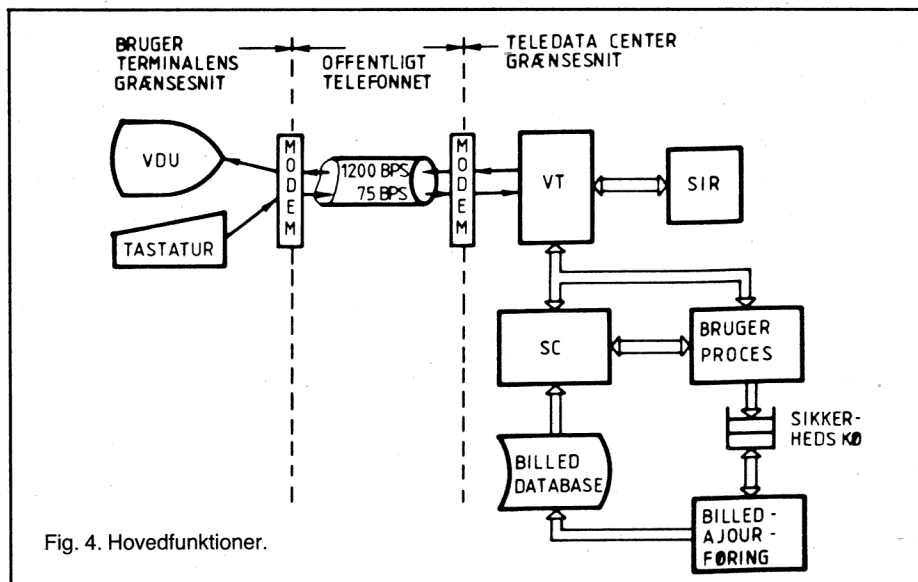 BRUGER
TERMINALENS
GRÆNSESNIT
OFFENTLIGT
TELEFONNET
TELEDATA CENTER
GRÆNSESNIT
VDU
TASTATUR
MODEM
1200 BPS
75 BPS
MODEM
VT
SIR
SC
BRUGER
PROCES
SIKKER-
HEDS KØ
BILLED
DATABASE
BILLED-
AJOUR-
FØRING
Fig. 4. Hovedfunktioner.